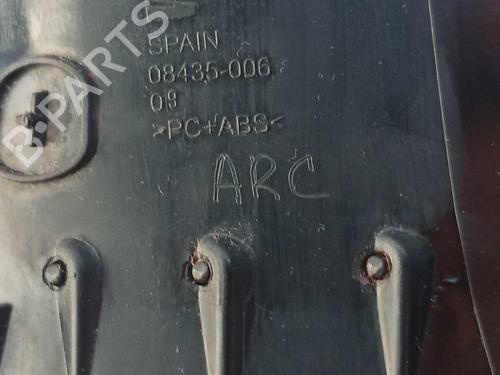 B-PARTS
SPAIN
08435-006
09
>PC+ABS<
ARC